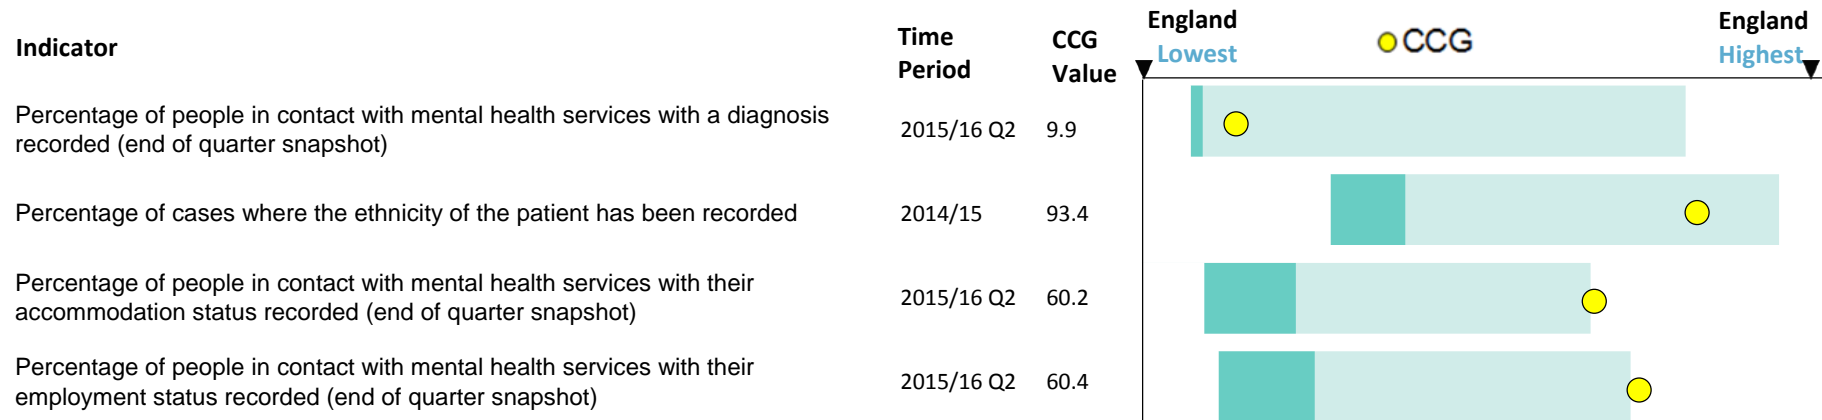 Indicator
Time Period
CCG Value
England Lowest
CCG
England Highest
Percentage of people in contact with mental health services with a diagnosis
recorded (end of quarter snapshot)
2015/16 Q2
9.9
Percentage of cases where the ethnicity of the patient has been recorded
2014/15
93.4
Percentage of people in contact with mental health services with their
accommodation status recorded (end of quarter snapshot)
2015/16 Q2
60.2
Percentage of people in contact with mental health services with their
employment status recorded (end of quarter snapshot)
2015/16 Q2
60.4